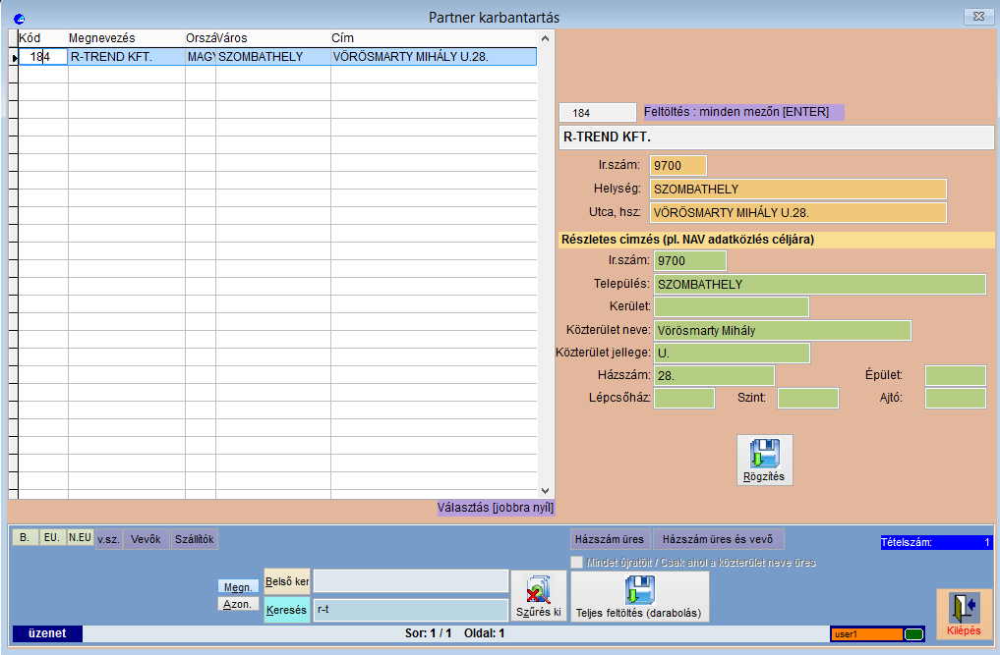 Partner karbantartás
Kód Megnevezés OrszáVáros Cím
184 R-TREND KFT. MAGY SZOMBATHELY VÖRÖSMARTY MIHÁLY U.28.
184 Feltöltés : minden mezőn [ENTER]
R-TREND KFT.
Ir.szám: 9700
Helység: SZOMBATHELY
Utca, hsz: VÖRÖSMARTY MIHÁLY U.28.
Részletes címzés (pl. NAV adatközlés céljára)
Ir.szám: 9700
Település: SZOMBATHELY
Kerület:
Közterület neve: Vörösmarty Mihály
Közterület jellege: U.
Házszám: 28. Épület:
Lépcsőház: Szint: Ajtó:
Rögzítés
Választás [jobbra nyíl]
B. EU. N.EU v.sz. Vevők Szállítók Házszám üres Házszám üres és vevő Tételszám: 1
Mindet újratölt / Csak ahol a közterület neve üres
Megn. Belső ker
Azon. Keresés r-t Szűrés ki Teljes feltöltés (darabolás)
Kilépés
üzenet Sor: 1 / 1 Oldal: 1 user1